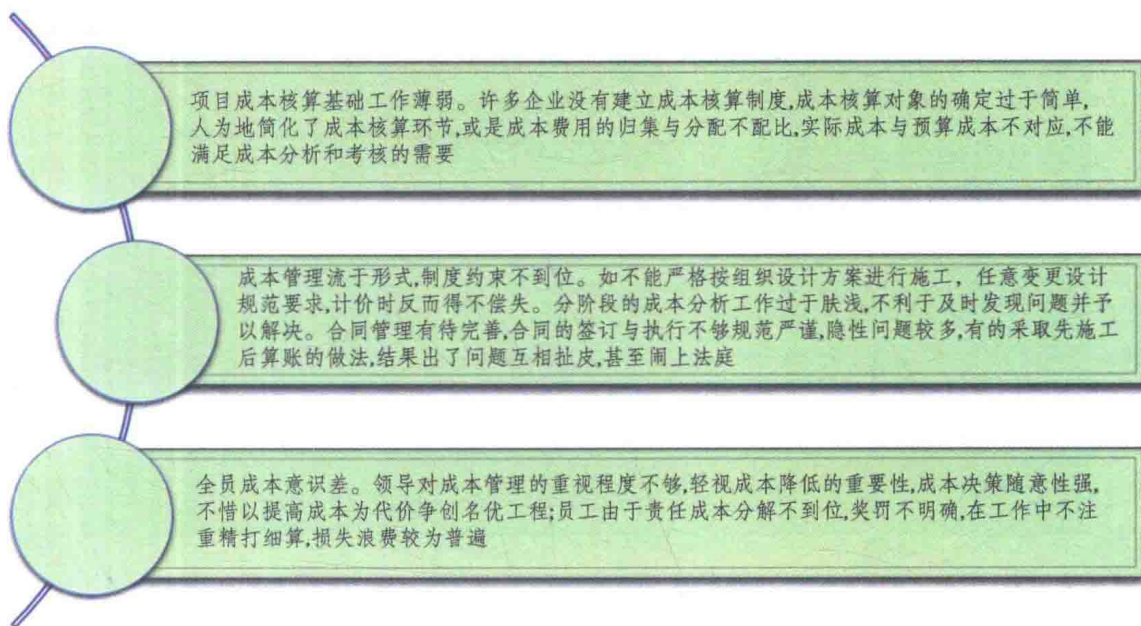 项目成本核算基础工作薄弱。许多企业没有建立成本核算制度,成本核算对象的确定过于简单,
人为地简化了成本核算环节,或是成本费用的归集与分配不配比,实际成本与预算成本不对应,不能
满足成本分析和考核的需要
成本管理流于形式,制度约束不到位。如不能严格按组织设计方案进行施工，任意变更设计
规范要求,计价时反而得不偿失。分阶段的成本分析工作过于肤浅,不利于及时发现问题并予
以解决。合同管理有待完善,合同的签订与执行不够规范严谨,隐性问题较多,有的采取先施工
后算账的做法,结果出了问题互相扯皮,甚至闹上法庭
全员成本意识差。领导对成本管理的重视程度不够,轻视成本降低的重要性,成本决策随意性强,
不惜以提高成本为代价争创名优工程;员工由于责任成本分解不到位,奖罚不明确,在工作中不注
重精打细算,损失浪费较为普遍